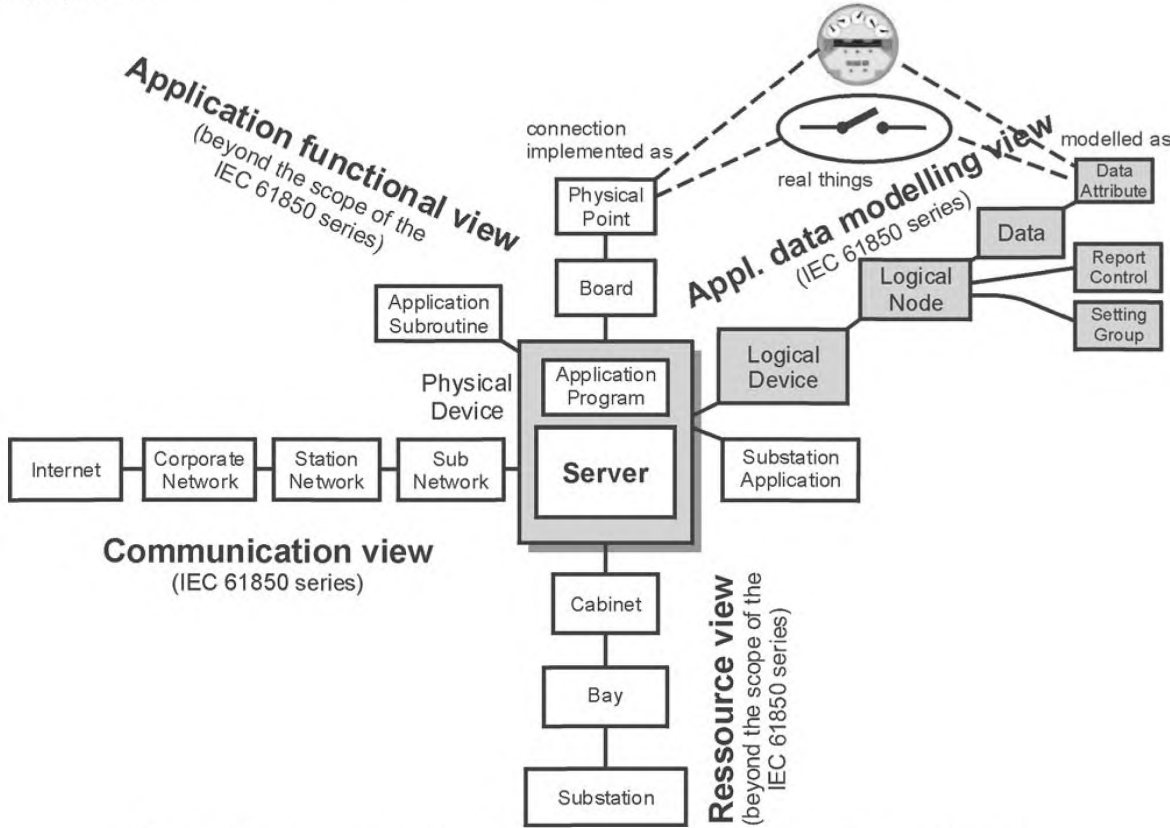 Application functional view
(beyond the scope of the
IEC 61850 series)
connection
implemented as
real things
modelled as
Data
Attribute
Physical
Point
Appl. data modelling view
(IEC 61850 series)
Data
Report
Control
Board
Logical
Node
Application
Subroutine
Setting
Group
Logical
Device
Physical
Device
Application
Program
Internet
Corporate
Network
Station
Network
Sub
Network
Server
Substation
Application
Communication view
(IEC 61850 series)
Cabinet
Bay
Substation
Ressource view
(beyond the scope of the
IEC 61850 series)